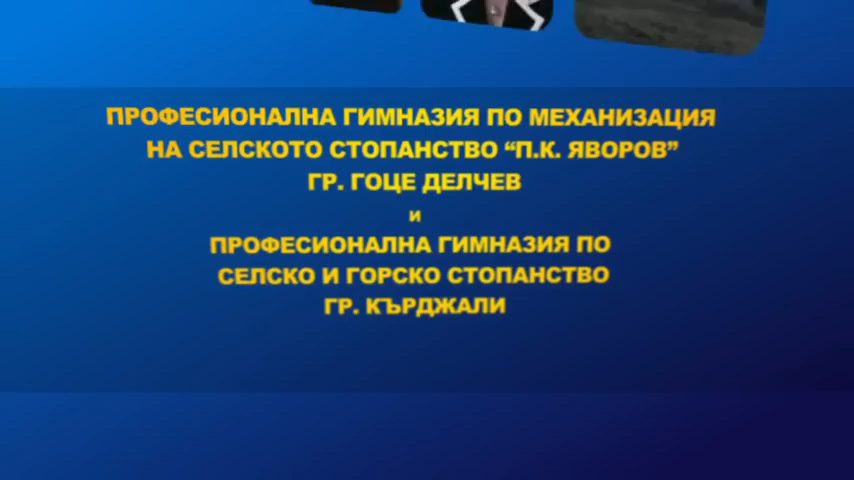 ПРОФЕСИОНАЛНА ГИМНАЗИЯ ПО МЕХАНИЗАЦИЯ
НА СЕЛСКОТО СТОПАНСТВО “П.К. ЯВОРОВ”
ГР. ГОЦЕ ДЕЛЧЕВ
и
ПРОФЕСИОНАЛНА ГИМНАЗИЯ ПО
СЕЛСКО И ГОРСКО СТОПАНСТВО
ГР. КЪРДЖАЛИ